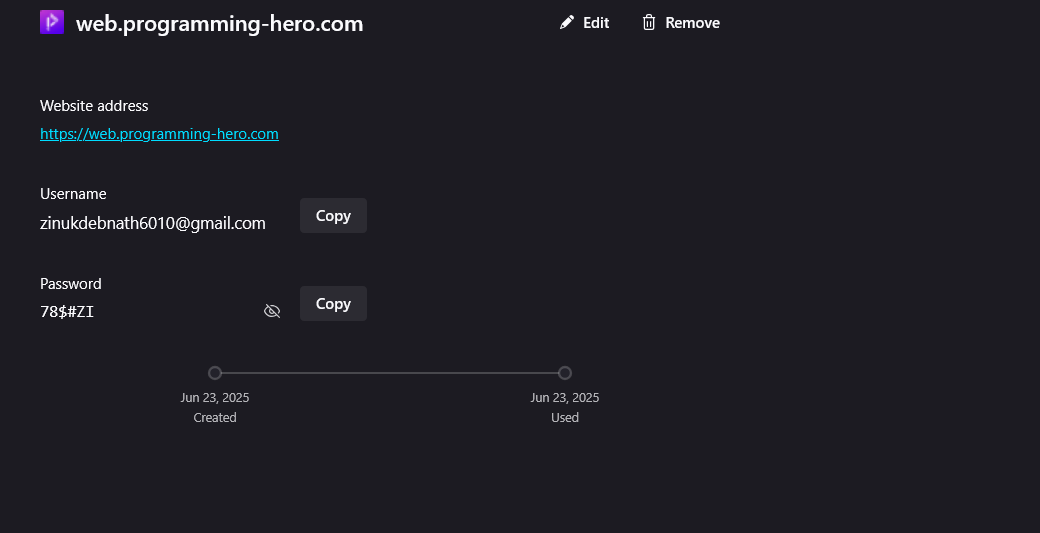 web.programming-hero.com
Edit
Remove
Website address
https://web.programming-hero.com
Username
zinukdebnath6010@gmail.com
Copy
Password
78$#ZI
Copy
Jun 23, 2025
Created
Jun 23, 2025
Used